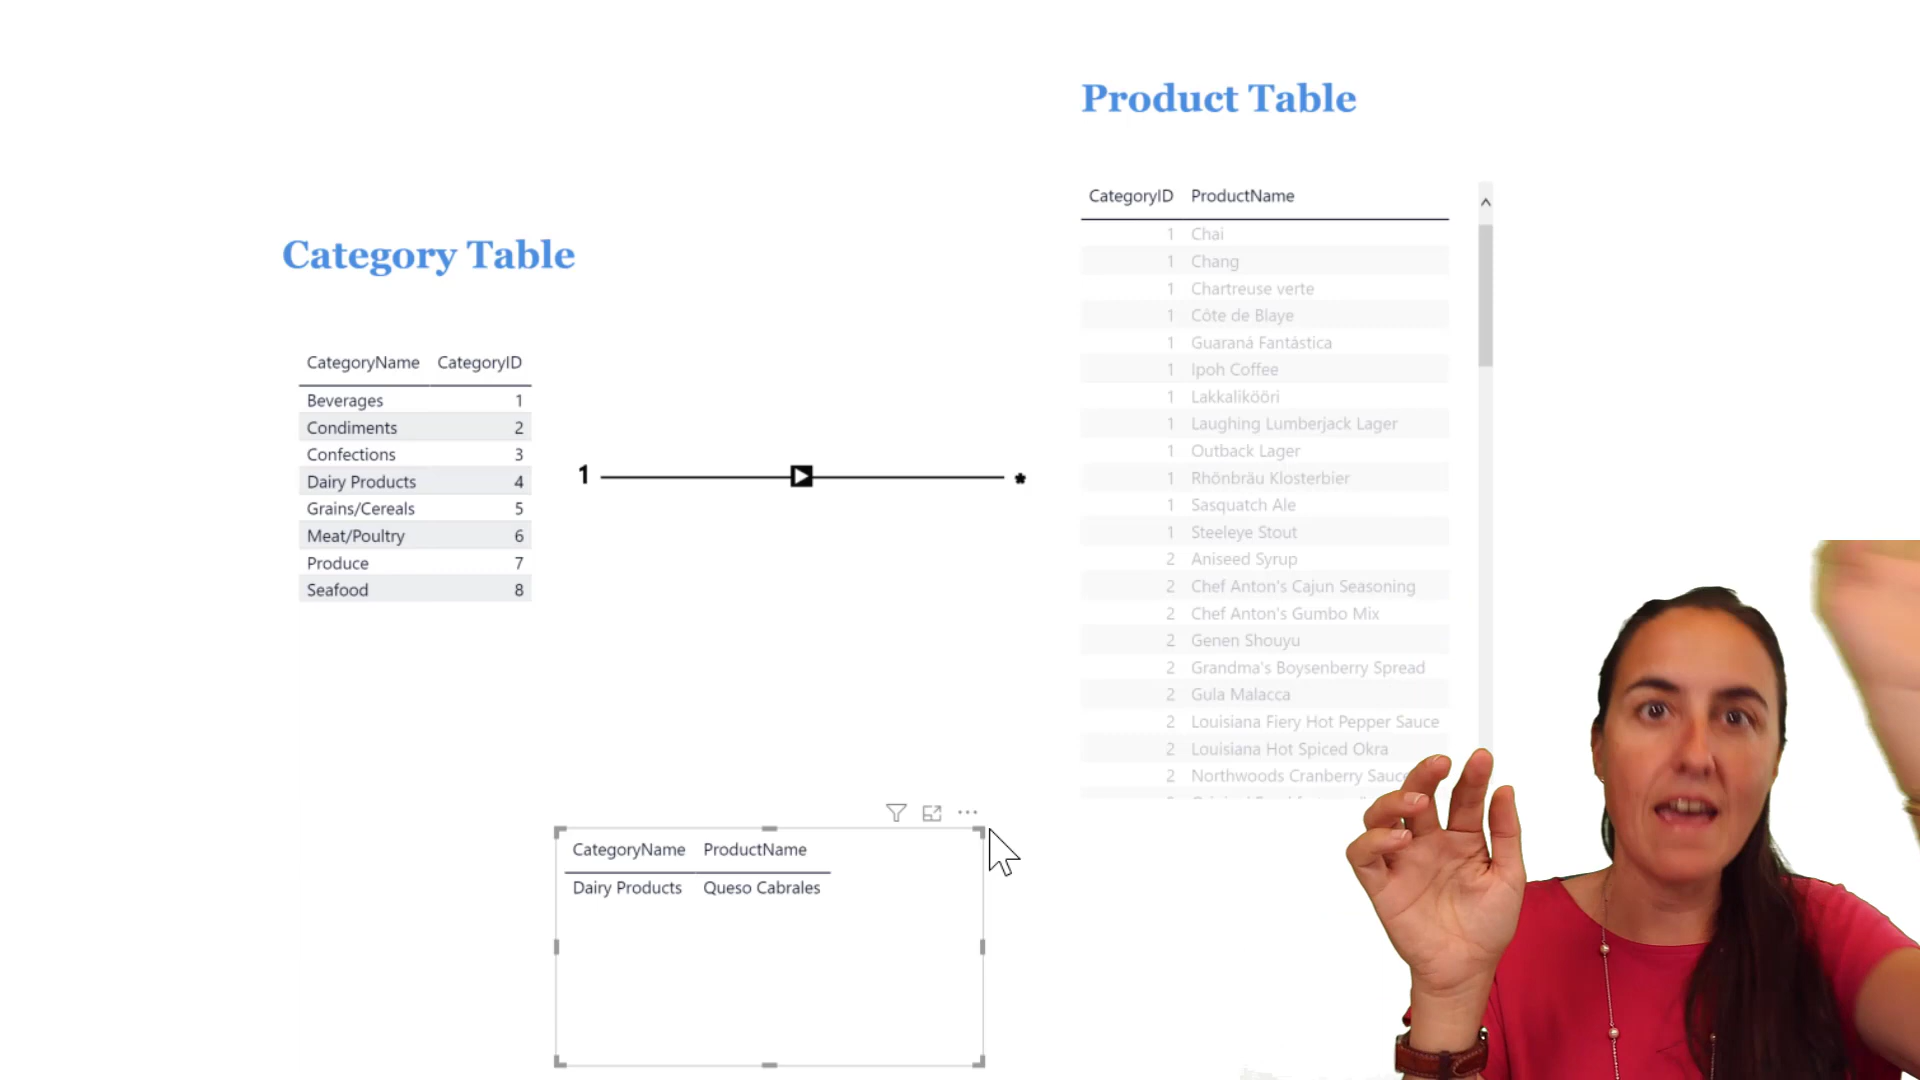 Product Table
CategoryID ProductName
1 Chai
1 Chang
1 Chartreuse verte
1 Côte de Blaye
1 Guaraná Fantástica
1 Ipoh Coffee
1 Lakkalikööri
1 Laughing Lumberjack Lager
1 Outback Lager
1 Rhönbräu Klosterbier
1 Sasquatch Ale
1 Steeleye Stout
2 Aniseed Syrup
2 Chef Anton's Cajun Seasoning
2 Chef Anton's Gumbo Mix
2 Genen Shouyu
2 Grandma's Boysenberry Spread
2 Gula Malacca
2 Louisiana Fiery Hot Pepper Sauce
2 Louisiana Hot Spiced Okra
2 Northwoods Cranberry Sauce
Category Table
CategoryName CategoryID
Beverages 1
Condiments 2
Confections 3
Dairy Products 4
Grains/Cereals 5
Meat/Poultry 6
Produce 7
Seafood 8
1 *
CategoryName ProductName
Dairy Products Queso Cabrales